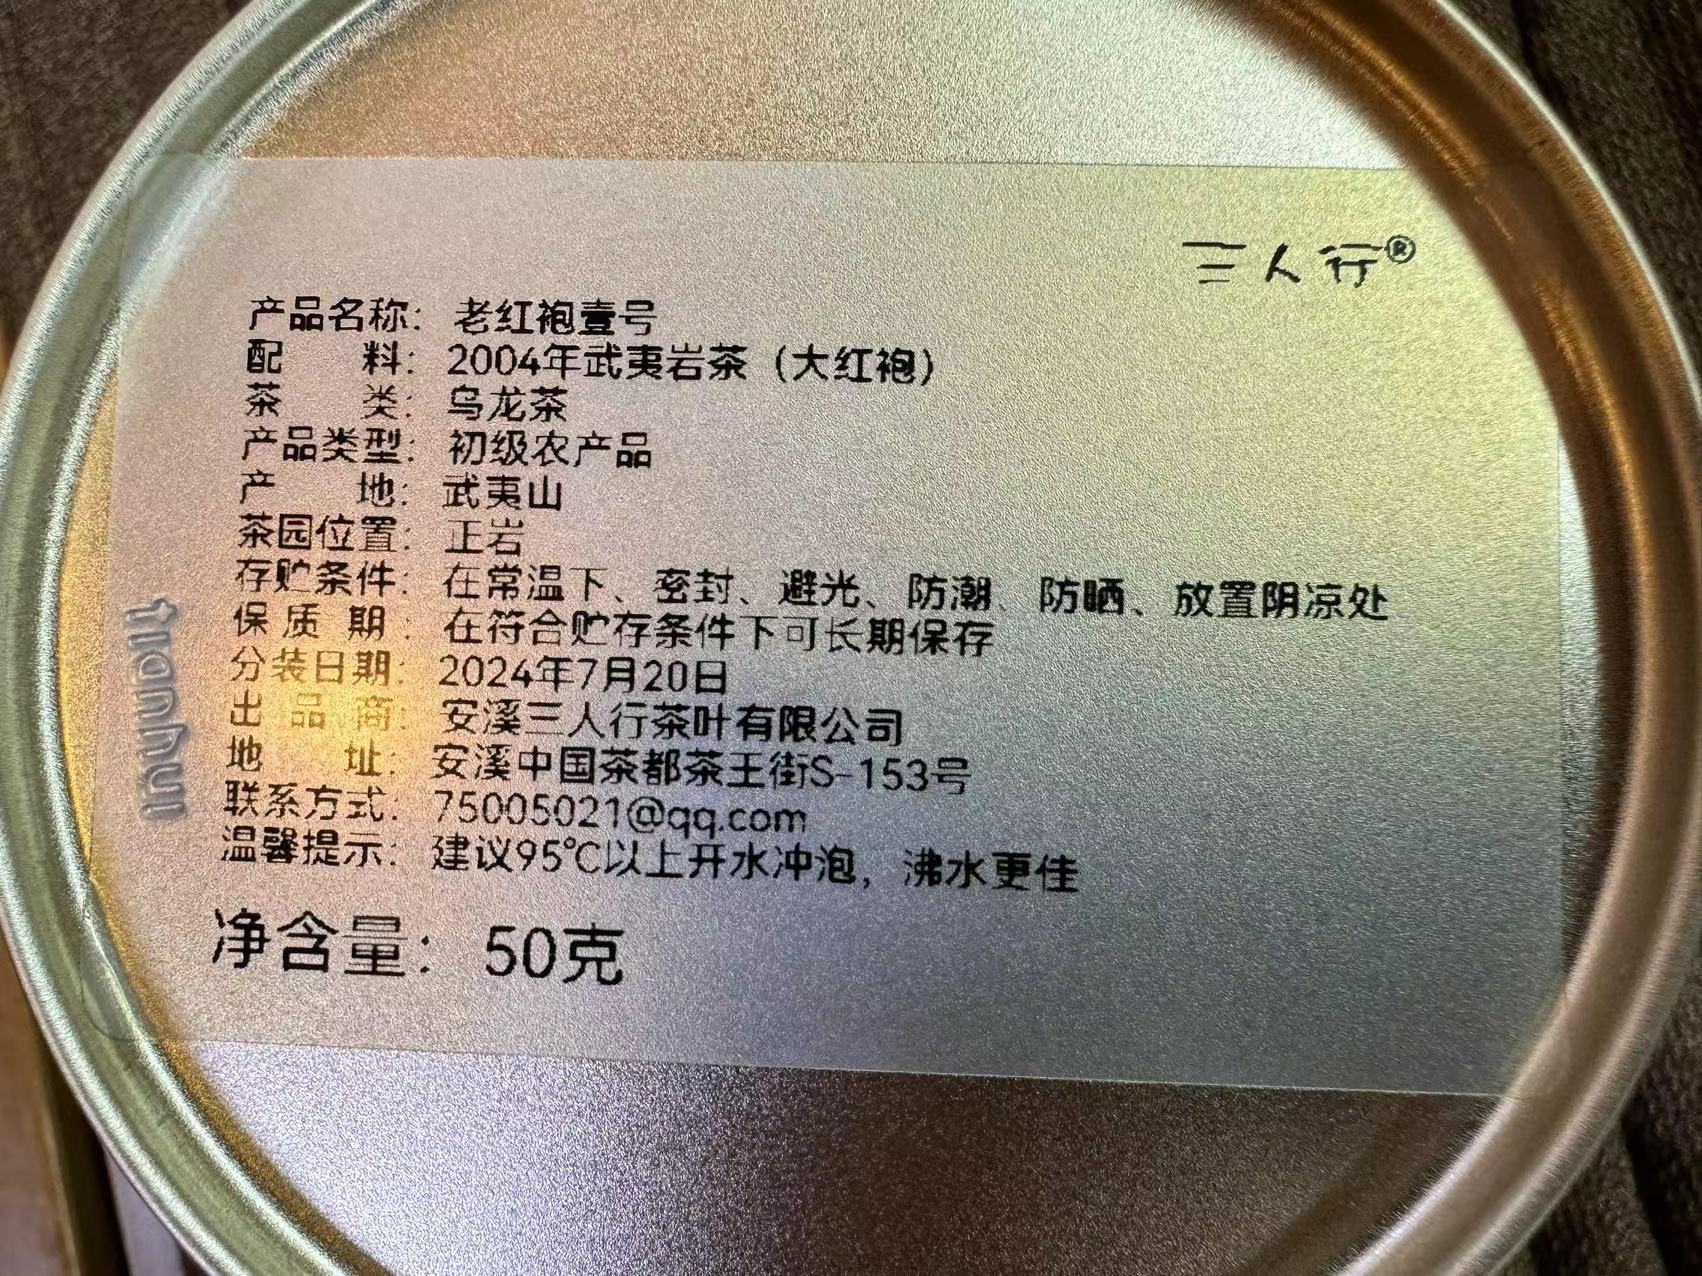 三人行®
产品名称：老红袍壹号
配 料：2004年武夷岩茶（大红袍）
茶 类：乌龙茶
产品类型：初级农产品
产 地：武夷山
茶园位置：正岩
存贮条件：在常温下、密封、避光、防潮、防晒、放置阴凉处
保 质 期：在符合贮存条件下可长期保存
分装日期：2024年7月20日
出 品 商：安溪三人行茶叶有限公司
地 址：安溪中国茶都茶王街S-153号
联系方式：75005021@qq.com
温馨提示：建议95℃以上开水冲泡，沸水更佳
净含量：50克